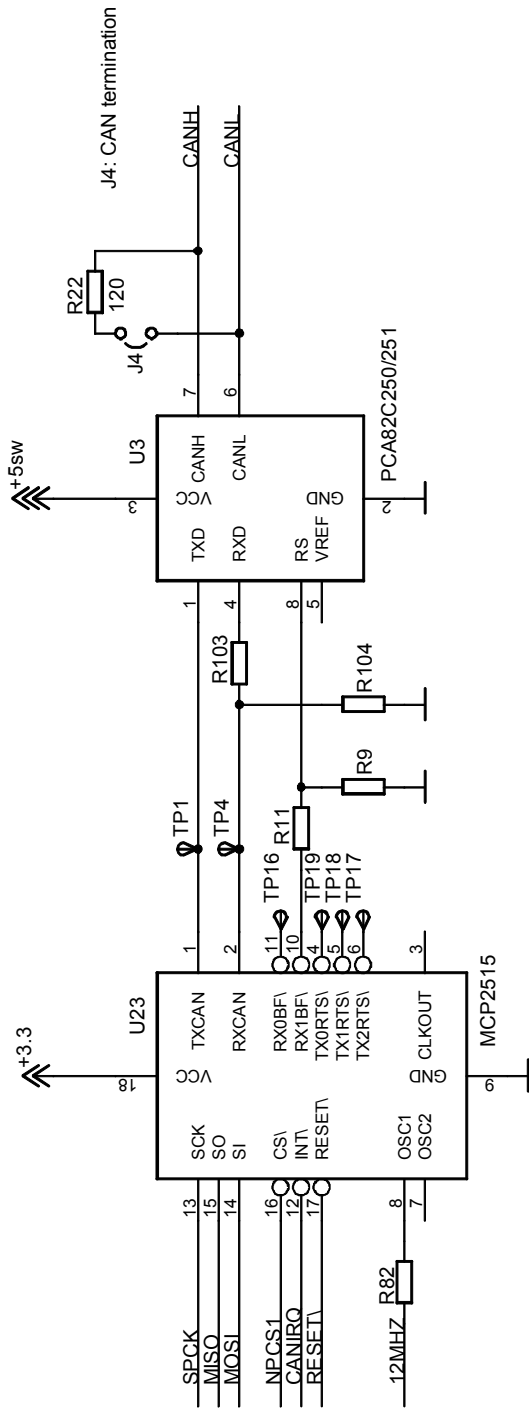 J4: CAN termination
SPCK
MISO
MOSI
NPCS1
CANIRQ
RESET\
12MHZ
R82
13
15
14
16
12
17
8
7
+3.3
18
U23
VCC
SCK
SO
SI
CS\
INT\
RESET\
OSC1
OSC2
TXCAN
RXCAN
RX0BF\
RX1BF\
TX0RTS\
TX1RTS\
TX2RTS\
CLKOUT
GND
9
MCP2515
1
2
11
10
4
5
6
3
TP1
TP4
TP16
TP19
TP18
TP17
R11
R9
R103
R104
1
4
8
5
+5sw
3
U3
VCC
TXD
RXD
RS
VREF
CANH
CANL
GND
2
PCA82C250/251
7
6
J4
R22
120
CANH
CANL